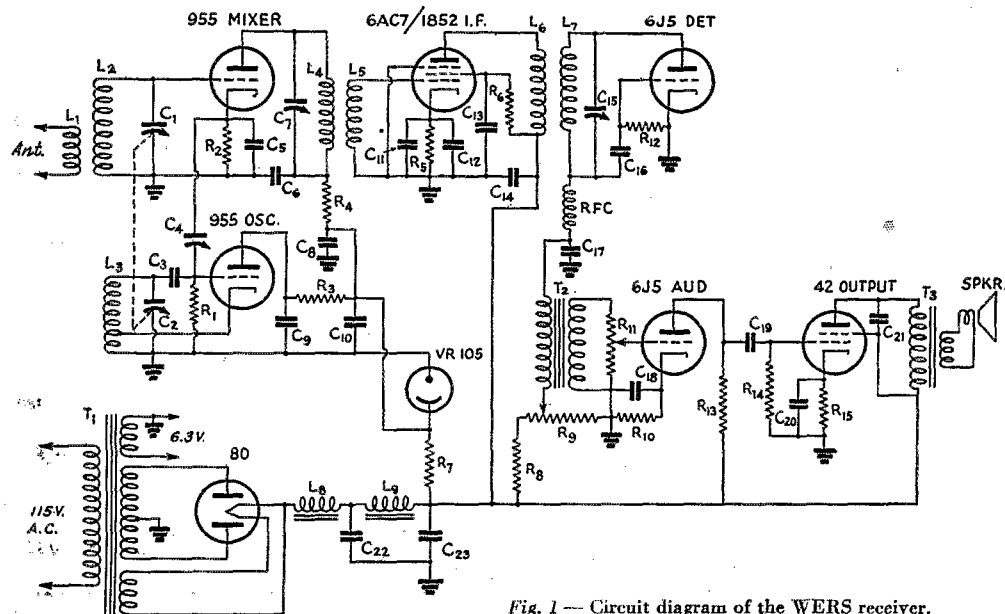 955 MIXER
6AC7/1852 I.F.
L6
L7
6J5 DET
L2
L4
L5
L1
Ant.
C1
C7
R2
C5
C6
R6
C13
C11
R5
C12
C14
C15
R12
C16
R4
RFC
C4
955 OSC.
C8
C17
L3
C3
R3
R1
C2
C9
C10
VR 105
T2
6J5 AUD
42 OUTPUT
T3
SPKR.
R11
C18
C19
C21
R14
R13
C20
R15
R9
R10
R8
T1
6.3V.
80
R7
L8
L9
115V.
A.C.
C22
C23
Fig. 1 — Circuit diagram of the WERS receiver.